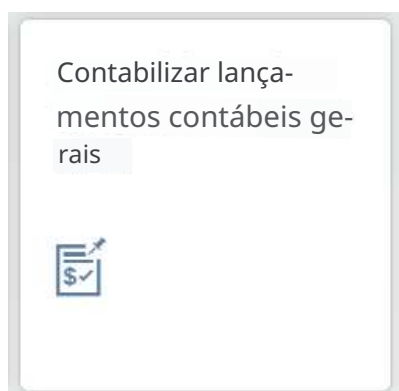 Contabilizar lança-
mentos contábeis ge-
rais
$